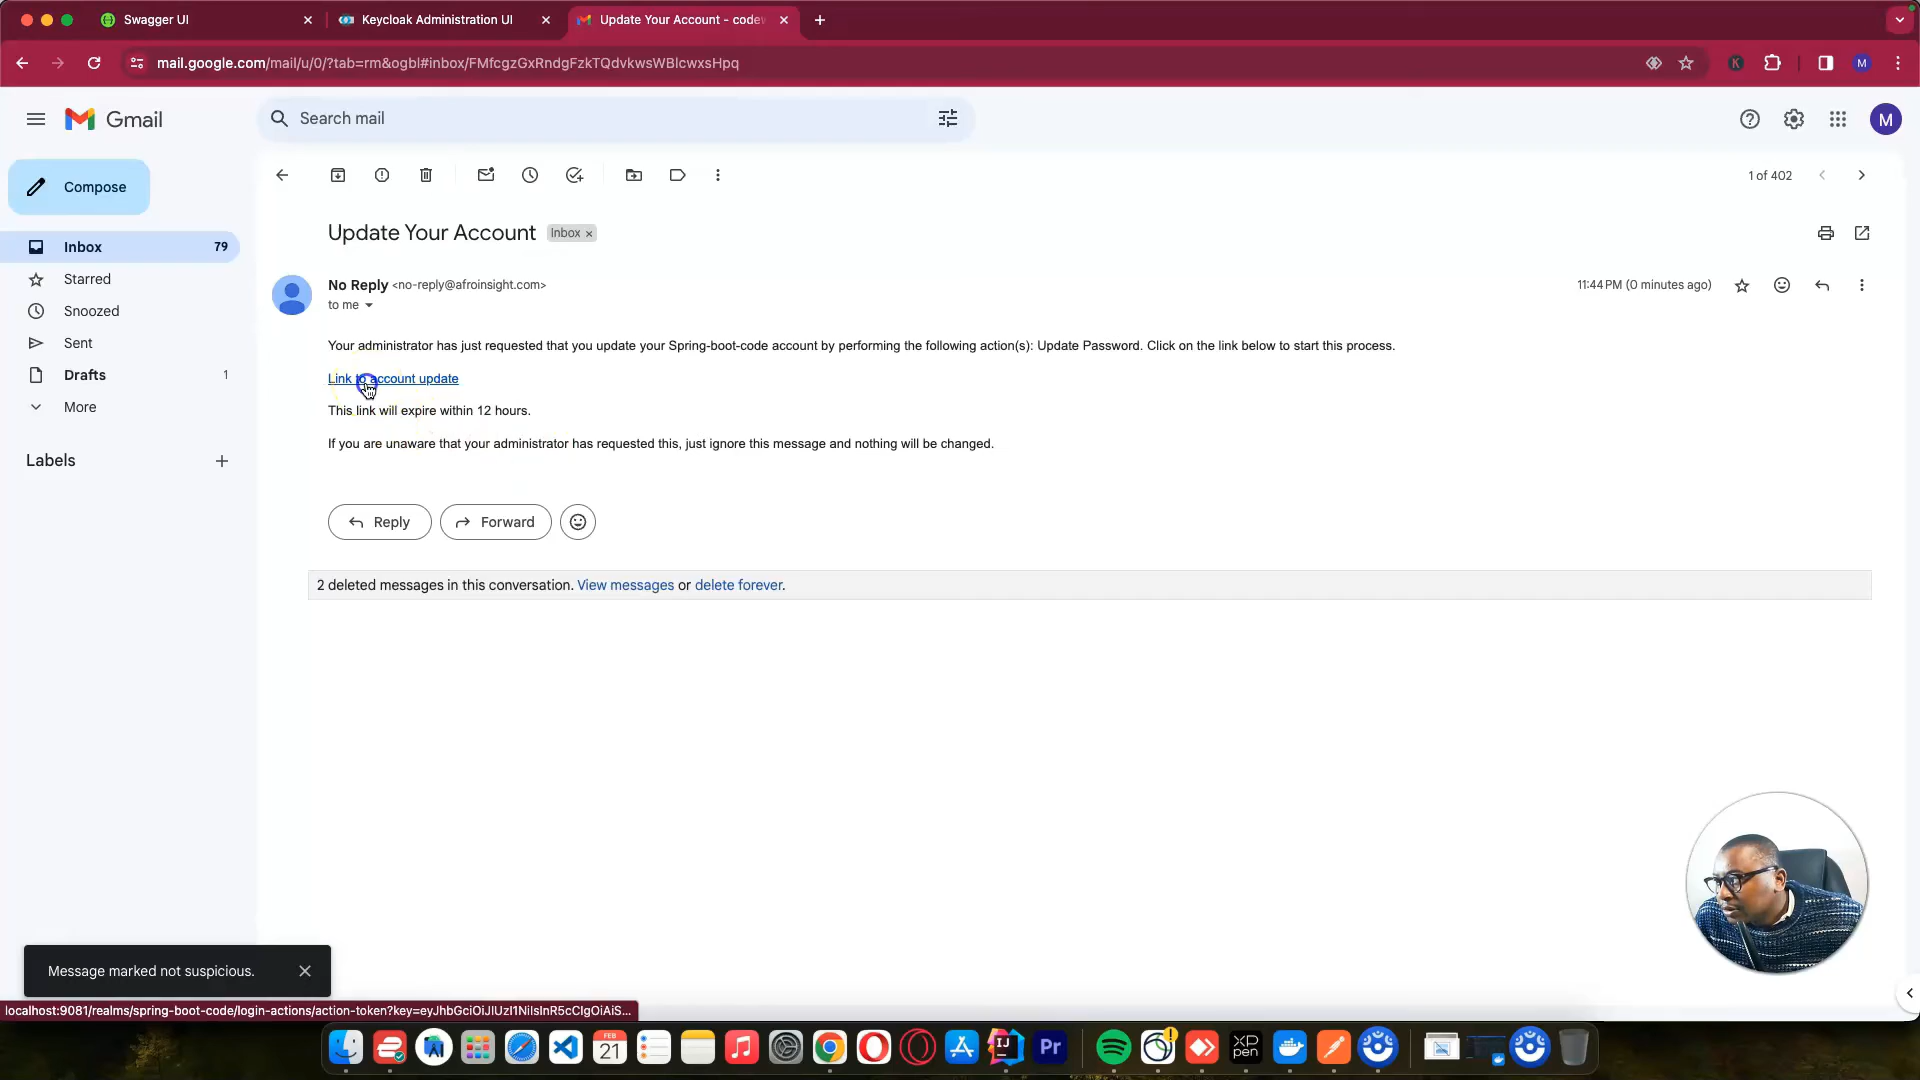 Swagger UI
Keycloak Administration UI
Update Your Account - codew
mail.google.com/mail/u/0/?tab=rm&ogbl#inbox/FMfcgzGxRndgFzkTQdvkwsWBlcwxsHpq
K
M
Gmail
Search mail
M
Compose
1 of 402
Update Your Account
Inbox ×
Inbox 79
Starred
No Reply <no-reply@afroinsight.com>
11:44 PM (0 minutes ago)
to me
Snoozed
Sent
Your administrator has just requested that you update your Spring-boot-code account by performing the following action(s): Update Password. Click on the link below to start this process.
Drafts 1
Link to account update
More
This link will expire within 12 hours.
If you are unaware that your administrator has requested this, just ignore this message and nothing will be changed.
Labels
Reply
Forward
2 deleted messages in this conversation. View messages or delete forever.
Message marked not suspicious.
localhost:9081/realms/spring-boot-code/login-actions/action-token?key=eyJhbGciOiJIUzI1NiIsInR5cCIgOiAiS...
FEB
21
IJ
Pr
XP
pen